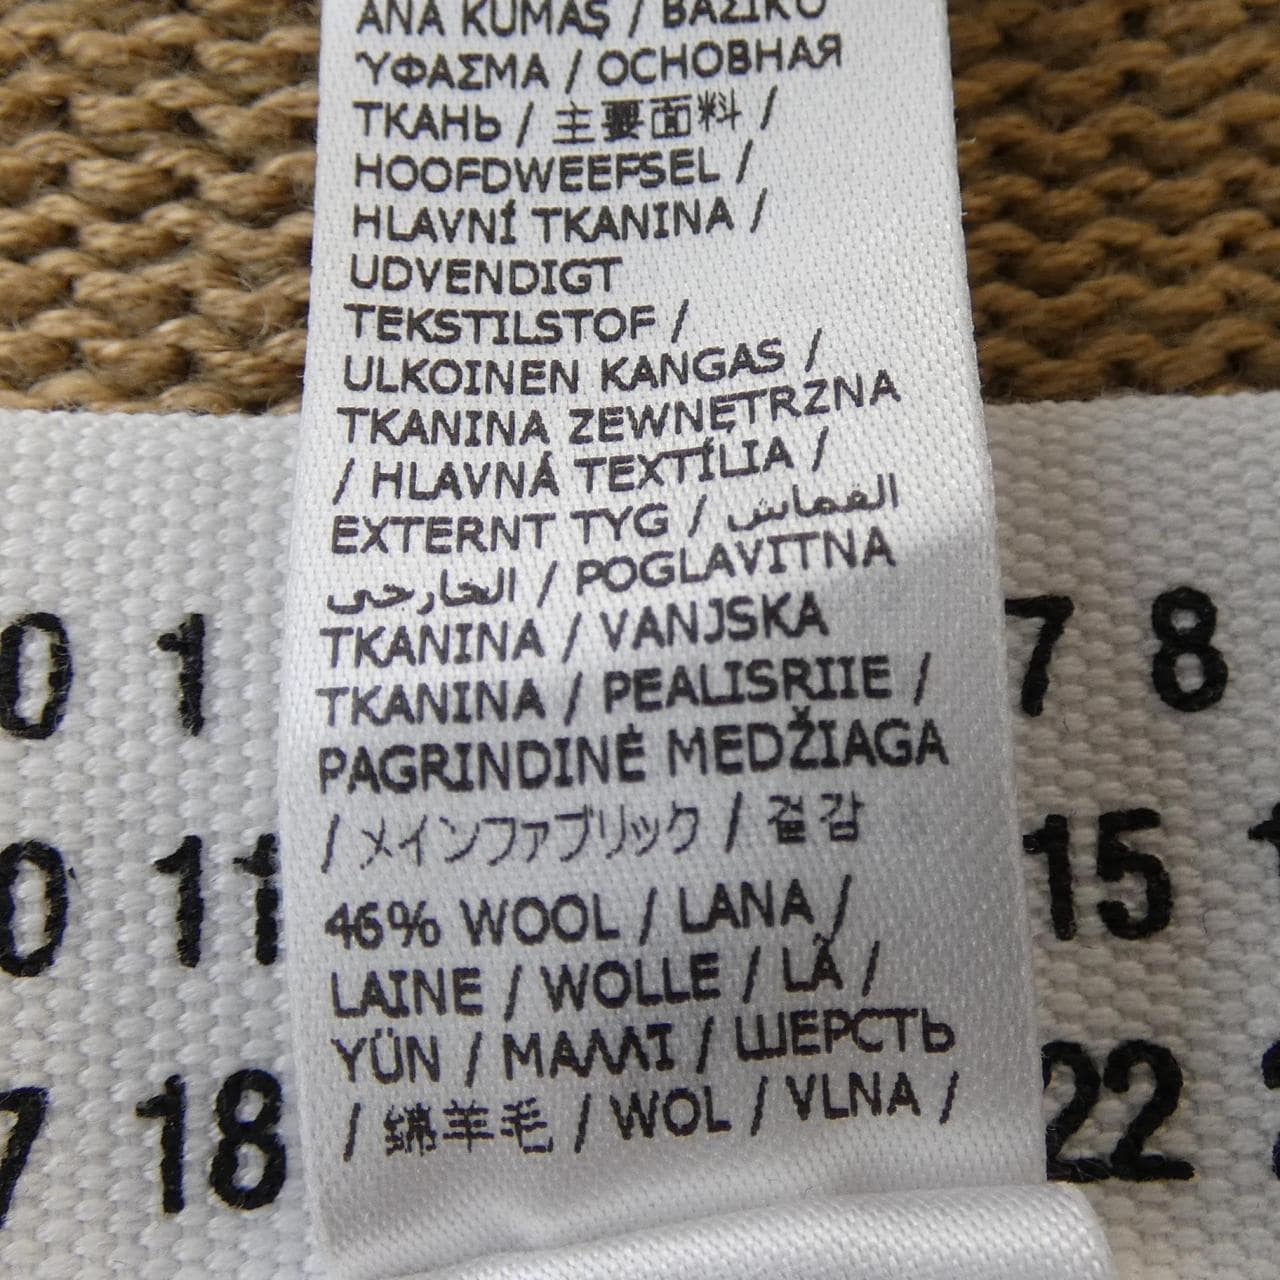 ANA KUMAŞ / ΒΑΣΙΚΟ
ΎΦΑΣΜΑ / ОСНОВНАЯ
ТКАНЬ / 主要面料 /
HOOFDWEEFSEL /
HLAVNÍ TKANINA /
UDVENDIGT
TEKSTILSTOF /
ULKOINEN KANGAS /
TKANINA ZEWNĘTRZNA
/ HLAVNÁ TEXTÍLIA /
EXTERNT TYG / القماش
الخارجي / POGLAVITNA
TKANINA / VANJSKA
TKANINA / PEALISRIIE /
PAGRINDINĖ MEDŽIAGA
/ メインファブリック / 겉감
46% WOOL / LANA /
LAINE / WOLLE / LÃ /
YÜN / ΜΑΛΛΙ / ШЕРСТЬ
/ 绵羊毛 / WOL / VLNA /
0 1 7 8
0 11 15 1
7 18 22